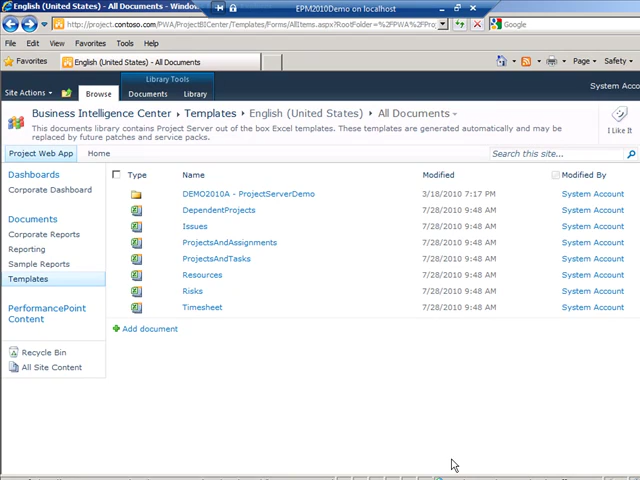 English (United States) - All Documents - Window
EPM2010Demo on localhost
http://project.contoso.com/PWA/ProjectBICenter/Templates/Forms/AllItems.aspx?RootFolder=%2FPWA%2FPro
Google
File Edit View Favorites Tools Help
Favorites English (United States) - All Documents Page Safety
Library Tools
Site Actions Browse Documents Library System Accou
Business Intelligence Center Templates English (United States) All Documents
This documents library contains Project Server out of the box Excel templates. These templates are generated automatically and may be
replaced by future patches and service packs.
I Like It
Project Web App Home Search this site...
Dashboards
Corporate Dashboard
Documents
Corporate Reports
Reporting
Sample Reports
Templates
PerformancePoint
Content
Recycle Bin
All Site Content
Type Name Modified Modified By
DEMO2010A - ProjectServerDemo 3/18/2010 7:17 PM System Account
DependentProjects 7/28/2010 9:48 AM System Account
Issues 7/28/2010 9:48 AM System Account
ProjectsAndAssignments 7/28/2010 9:48 AM System Account
ProjectsAndTasks 7/28/2010 9:48 AM System Account
Resources 7/28/2010 9:48 AM System Account
Risks 7/28/2010 9:48 AM System Account
Timesheet 7/28/2010 9:48 AM System Account
Add document